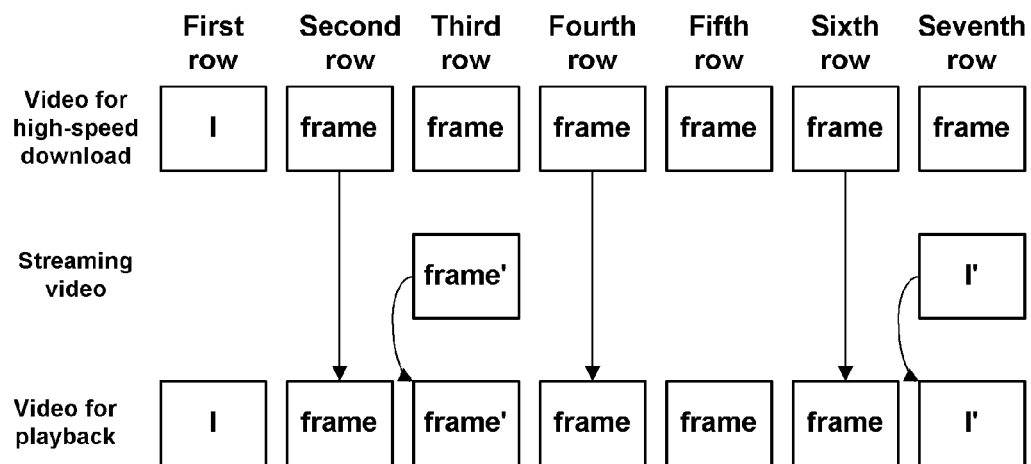 First Second Third Fourth Fifth Sixth Seventh
row row row row row row row
Video for
high-speed
download
I frame frame frame frame frame frame
Streaming
video
frame' I'
Video for
playback
I frame frame' frame frame frame I'